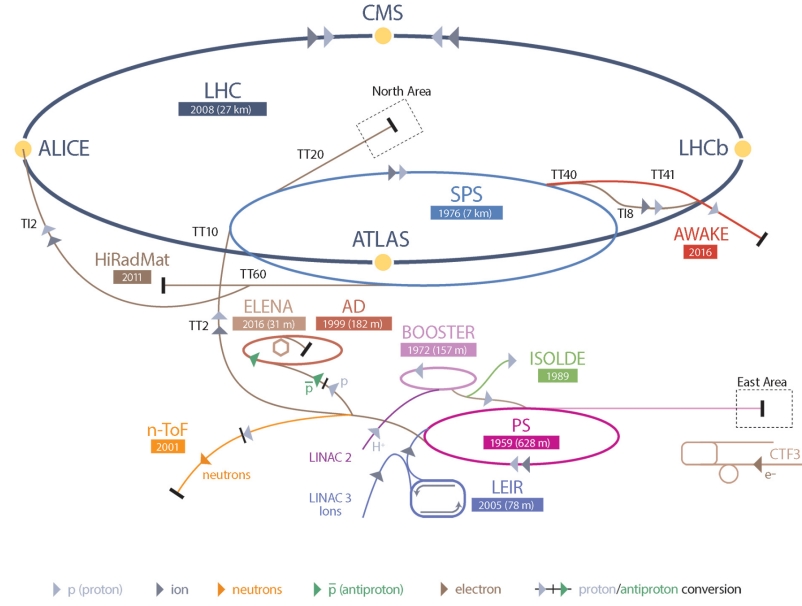 CMS
LHC
2008 (27 km)
North Area
ALICE
LHCb
TT20
TT40
TT41
SPS
1976 (7 km)
TI8
TI2
TT10
ATLAS
AWAKE
2016
HiRadMat
2011
TT60
ELENA
2016 (31 m)
AD
1999 (182 m)
TT2
BOOSTER
1972 (157 m)
ISOLDE
1989
p̅
p
East Area
n-ToF
2001
PS
1959 (628 m)
LINAC 2
H⁻
neutrons
CTF3
e⁻
LINAC 3
Ions
LEIR
2005 (78 m)
p (proton)
ion
neutrons
p̅ (antiproton)
electron
proton/antiproton conversion